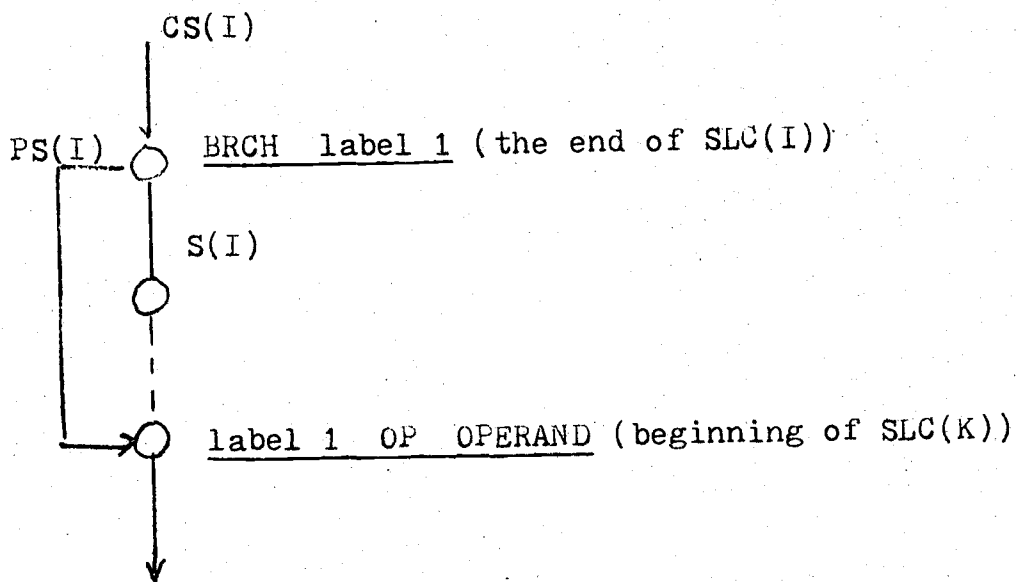 CS(I)
PS(I) BRCH label 1 (the end of SLC(I))
S(I)
label 1 OP OPERAND (beginning of SLC(K))